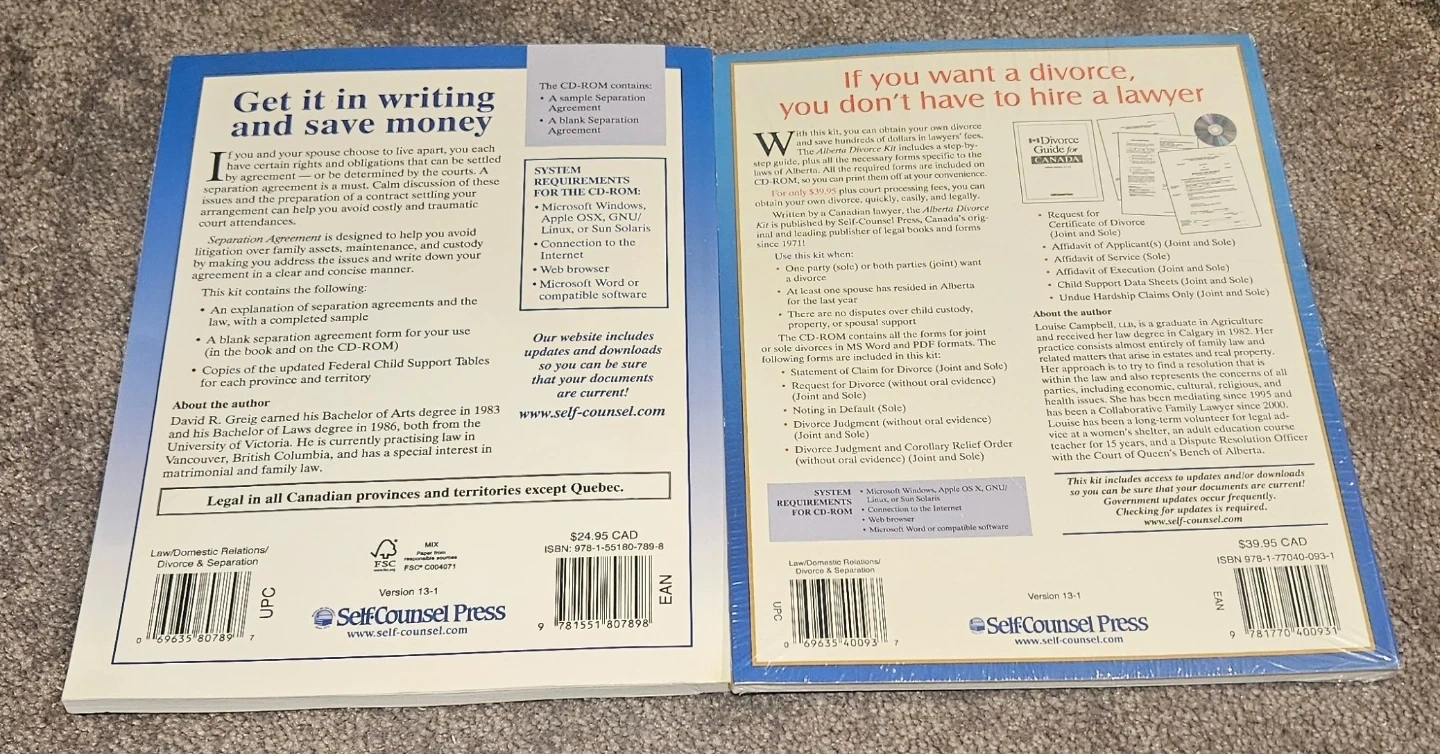 Get it in writing
and save money
If you and your spouse choose to live apart, you each
have certain rights and obligations that can be settled
by agreement — or be determined by the courts. A
separation agreement is a must. Calm discussion of these
issues and the preparation of a contract settling your
arrangement can help you avoid costly and traumatic
court attendances.
Separation Agreement is designed to help you avoid
litigation over family assets, maintenance, and custody
by making you address the issues and write down your
agreement in a clear and concise manner.
This kit contains the following:
• An explanation of separation agreements and the
law, with a completed sample
• A blank separation agreement form for your use
(in the book and on the CD-ROM)
• Copies of the updated Federal Child Support Tables
for each province and territory
About the author
David R. Greig earned his Bachelor of Arts degree in 1983
and his Bachelor of Laws degree in 1986, both from the
University of Victoria. He is currently practising law in
Vancouver, British Columbia, and has a special interest in
matrimonial and family law.
The CD-ROM contains:
• A sample Separation
Agreement
• A blank Separation
Agreement
SYSTEM
REQUIREMENTS
FOR THE CD-ROM:
• Microsoft Windows,
Apple OSX, GNU/
Linux, or Sun Solaris
• Connection to the
Internet
• Web browser
• Microsoft Word or
compatible software
Our website includes
updates and downloads
so you can be sure
that your documents
are current!
www.self-counsel.com
Legal in all Canadian provinces and territories except Quebec.
Law/Domestic Relations/
Divorce & Separation
UPC
0 69635 80789 7
FSC
www.fsc.org
MIX
Paper from
responsible sources
FSC® C004071
Version 13-1
Self-Counsel Press
www.self-counsel.com
$24.95 CAD
ISBN: 978-1-55180-789-8
EAN
9 781551 807898
If you want a divorce,
you don't have to hire a lawyer
With this kit, you can obtain your own divorce
and save hundreds of dollars in lawyers' fees.
The Alberta Divorce Kit includes a step-by-
step guide, plus all the necessary forms specific to the
laws of Alberta. All the required forms are included on
CD-ROM, so you can print them off at your convenience.
For only $39.95 plus court processing fees, you can
obtain your own divorce, quickly, easily, and legally.
Written by a Canadian lawyer, the Alberta Divorce
Kit is published by Self-Counsel Press, Canada's orig-
inal and leading publisher of legal books and forms
since 1971!
Use this kit when:
• One party (sole) or both parties (joint) want
a divorce
• At least one spouse has resided in Alberta
for the last year
• There are no disputes over child custody,
property, or spousal support
The CD-ROM contains all the forms for joint
or sole divorces in MS Word and PDF formats. The
following forms are included in this kit:
• Statement of Claim for Divorce (Joint and Sole)
• Request for Divorce (without oral evidence)
(Joint and Sole)
• Noting in Default (Sole)
• Divorce Judgment (without oral evidence)
(Joint and Sole)
• Divorce Judgment and Corollary Relief Order
(without oral evidence) (Joint and Sole)
Divorce
Guide for
CANADA
• Request for
Certificate of Divorce
(Joint and Sole)
• Affidavit of Applicant(s) (Joint and Sole)
• Affidavit of Service (Sole)
• Affidavit of Execution (Joint and Sole)
• Child Support Data Sheets (Joint and Sole)
• Undue Hardship Claims Only (Joint and Sole)
About the author
Louise Campbell, LLB, is a graduate in Agriculture
and received her law degree in Calgary in 1982. Her
practice consists almost entirely of family law and
related matters that arise in estates and real property.
Her approach is to try to find a resolution that is
within the law and also represents the concerns of all
parties, including economic, cultural, religious, and
health issues. She has been mediating since 1995 and
has been a Collaborative Family Lawyer since 2000.
Louise has been a long-term volunteer for legal ad-
vice at a women's shelter, an adult education course
teacher for 15 years, and a Dispute Resolution Officer
with the Court of Queen's Bench of Alberta.
SYSTEM
REQUIREMENTS
FOR CD-ROM
• Microsoft Windows, Apple OS X, GNU/
Linux, or Sun Solaris
• Connection to the Internet
• Web browser
• Microsoft Word or compatible software
This kit includes access to updates and/or downloads
so you can be sure that your documents are current!
Government updates occur frequently.
Checking for updates is required.
www.self-counsel.com
Law/Domestic Relations/
Divorce & Separation
UPC
0 69635 40093 7
Version 13-1
Self-Counsel Press
www.self-counsel.com
$39.95 CAD
ISBN 978-1-77040-093-1
EAN
9 781770 400931